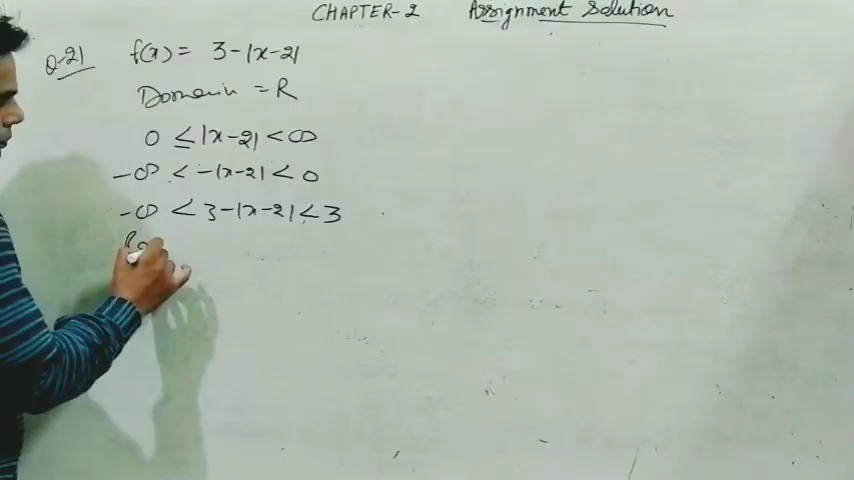 CHAPTER-2 Assignment Solution
Q-21 f(x) = 3-|x-2|
Domain = R
0 ≤ |x-2| < ∞
-∞ < -|x-2| < 0
-∞ < 3-|x-2| < 3